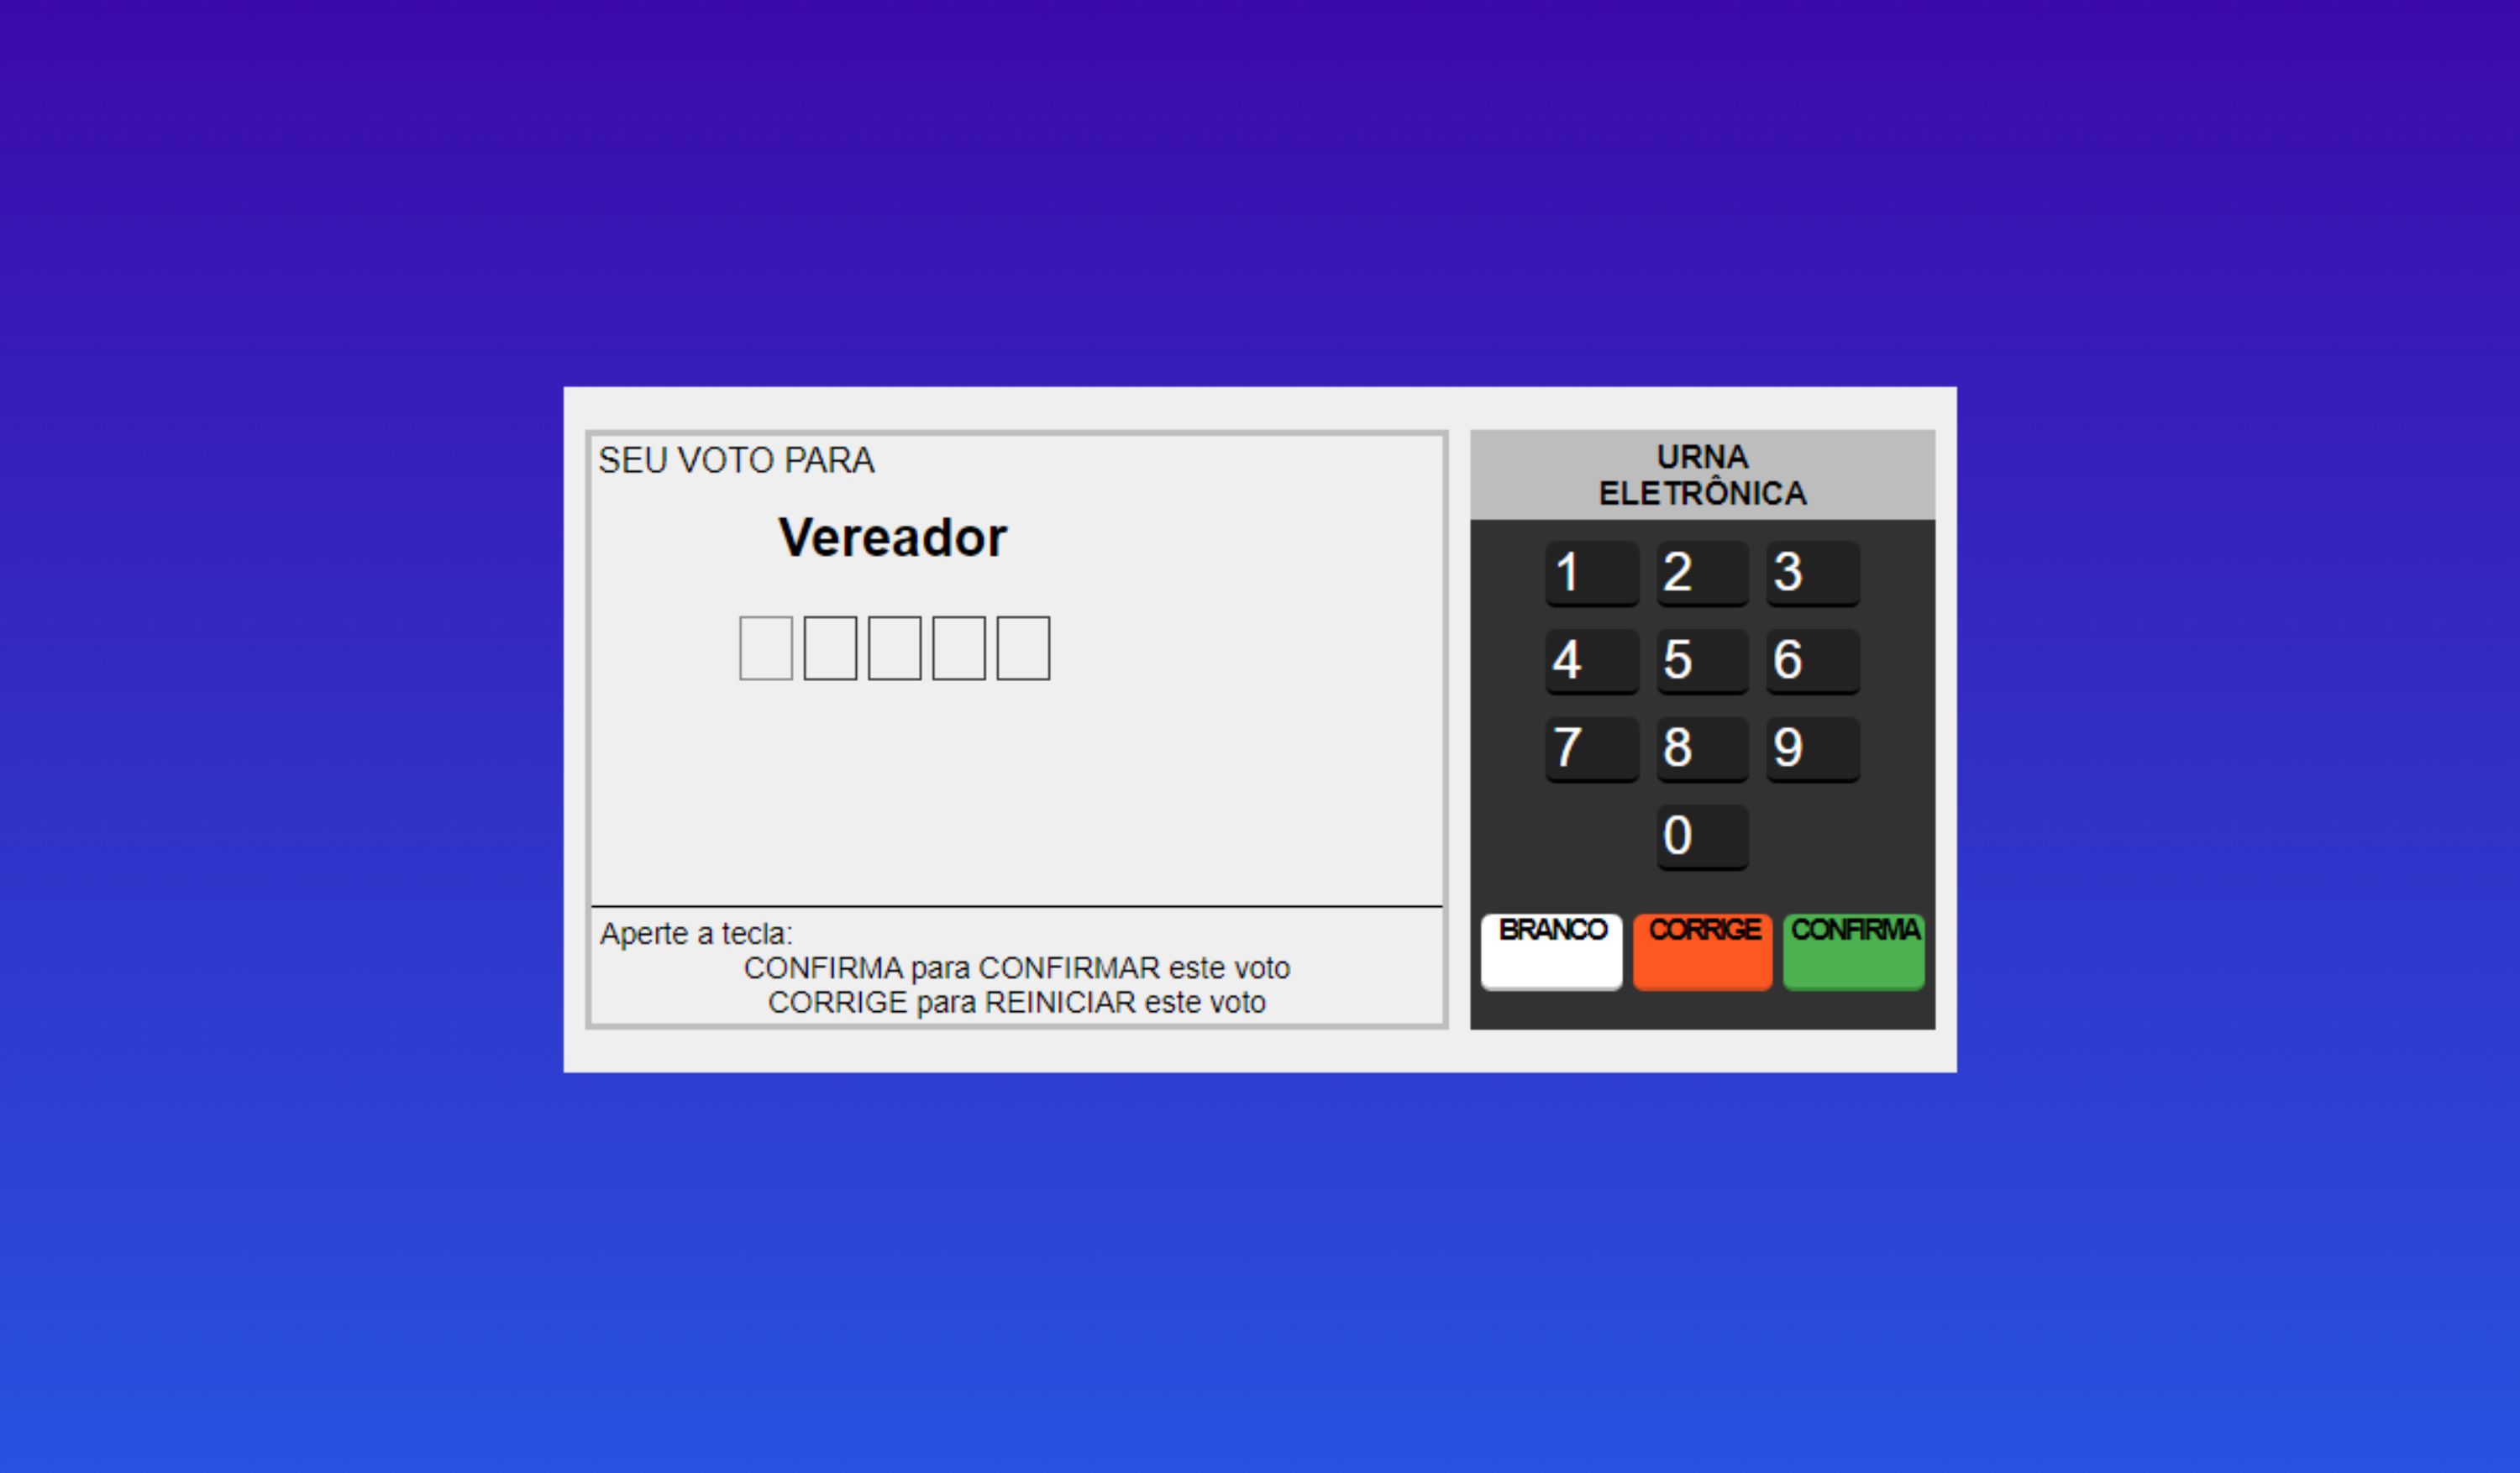 SEU VOTO PARA
Vereador
Aperte a tecla:
CONFIRMA para CONFIRMAR este voto
CORRIGE para REINICIAR este voto
URNA
ELETRÔNICA
1 2 3
4 5 6
7 8 9
0
BRANCO CORRIGE CONFIRMA